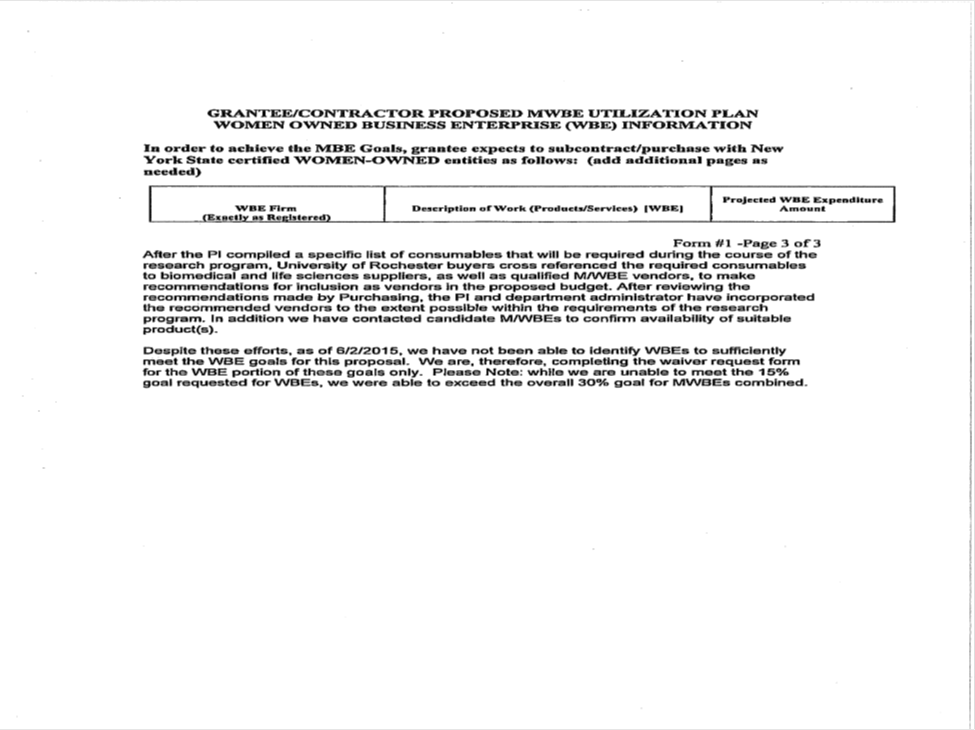 GRANTEE/CONTRACTOR PROPOSED MWBE UTILIZATION PLAN
WOMEN OWNED BUSINESS ENTERPRISE (WBE) INFORMATION
In order to achieve the MBE Goals, grantee expects to subcontract/purchase with New
York State certified WOMEN-OWNED entities as follows: (add additional pages as
needed)
WBE Firm
(Exactly as Registered)
Description of Work (Products/Services) [WBE]
Projected WBE Expenditure
Amount
Form #1 -Page 3 of 3
After the PI compiled a specific list of consumables that will be required during the course of the
research program, University of Rochester buyers cross referenced the required consumables
to biomedical and life sciences suppliers, as well as qualified M/WBE vendors, to make
recommendations for inclusion as vendors in the proposed budget. After reviewing the
recommendations made by Purchasing, the PI and department administrator have incorporated
the recommended vendors to the extent possible within the requirements of the research
program. In addition we have contacted candidate M/WBEs to confirm availability of suitable
product(s).
Despite these efforts, as of 6/2/2015, we have not been able to identify WBEs to sufficiently
meet the WBE goals for this proposal. We are, therefore, completing the waiver request form
for the WBE portion of these goals only. Please Note: while we are unable to meet the 15%
goal requested for WBEs, we were able to exceed the overall 30% goal for MWBEs combined.